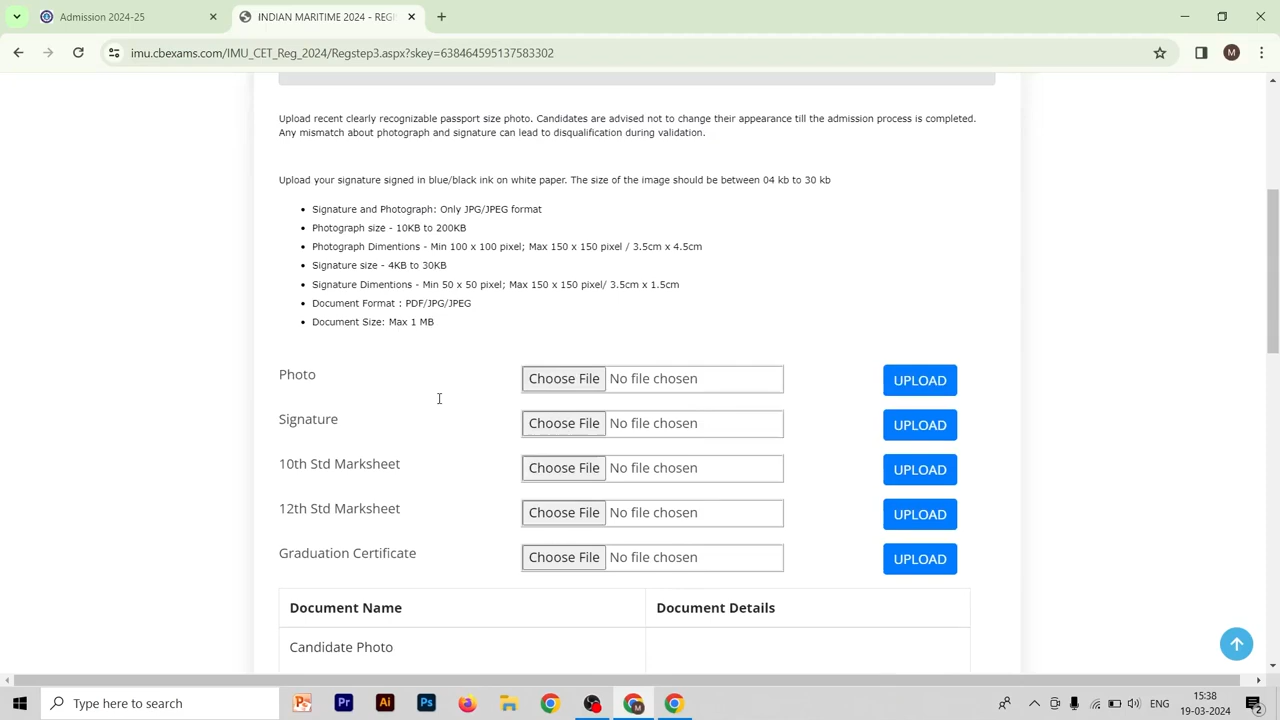 Admission 2024-25
INDIAN MARITIME 2024 - REGI
imu.cbexams.com/IMU_CET_Reg_2024/Regstep3.aspx?skey=638464595137583302
M
Upload recent clearly recognizable passport size photo. Candidates are advised not to change their appearance till the admission process is completed.
Any mismatch about photograph and signature can lead to disqualification during validation.
Upload your signature signed in blue/black ink on white paper. The size of the image should be between 04 kb to 30 kb
• Signature and Photograph: Only JPG/JPEG format
• Photograph size - 10KB to 200KB
• Photograph Dimentions - Min 100 x 100 pixel; Max 150 x 150 pixel / 3.5cm x 4.5cm
• Signature size - 4KB to 30KB
• Signature Dimentions - Min 50 x 50 pixel; Max 150 x 150 pixel/ 3.5cm x 1.5cm
• Document Format : PDF/JPG/JPEG
• Document Size: Max 1 MB
Photo Choose File No file chosen UPLOAD
Signature Choose File No file chosen UPLOAD
10th Std Marksheet Choose File No file chosen UPLOAD
12th Std Marksheet Choose File No file chosen UPLOAD
Graduation Certificate Choose File No file chosen UPLOAD
Document Name Document Details
Candidate Photo
Type here to search
Pr
Ai
Ps
M
ENG
15:38
19-03-2024
2